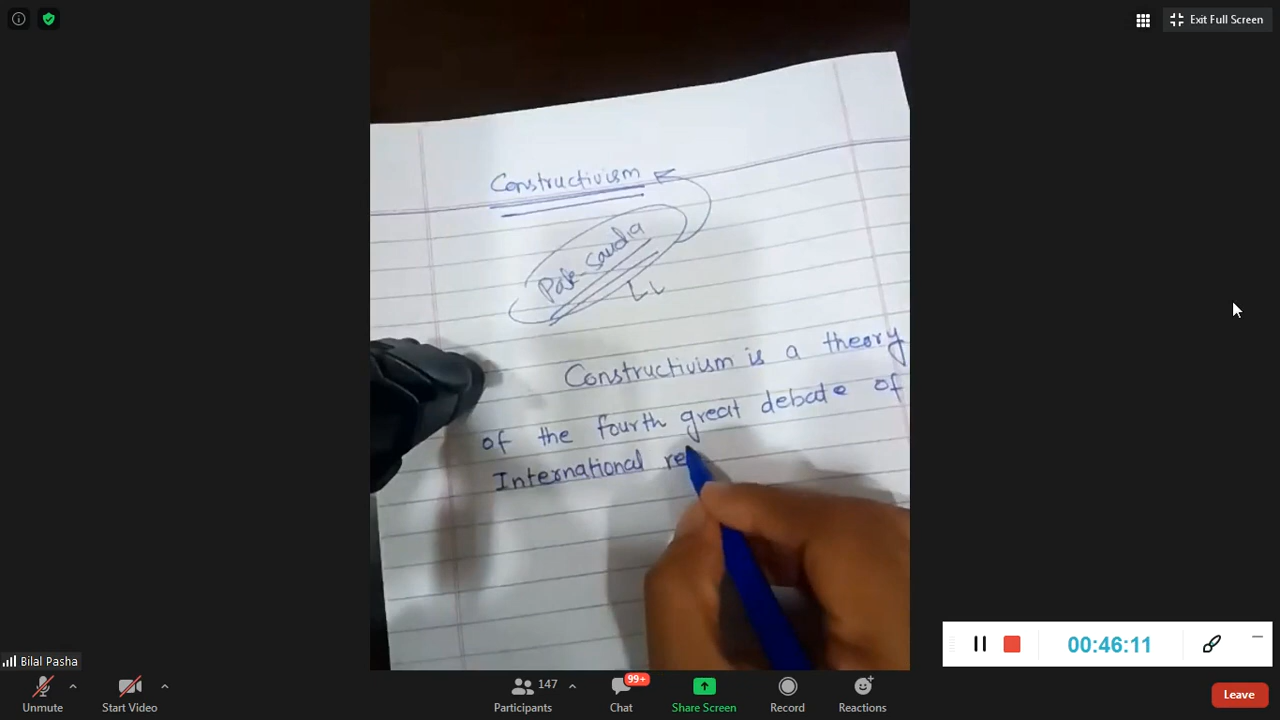 Exit Full Screen
Constructivism
Pak-Saudia
Constructivism is a theory
of the fourth great debate of
International re
00:46:11
Bilal Pasha
Unmute
Start Video
147
Participants
99+
Chat
Share Screen
Record
Reactions
Leave